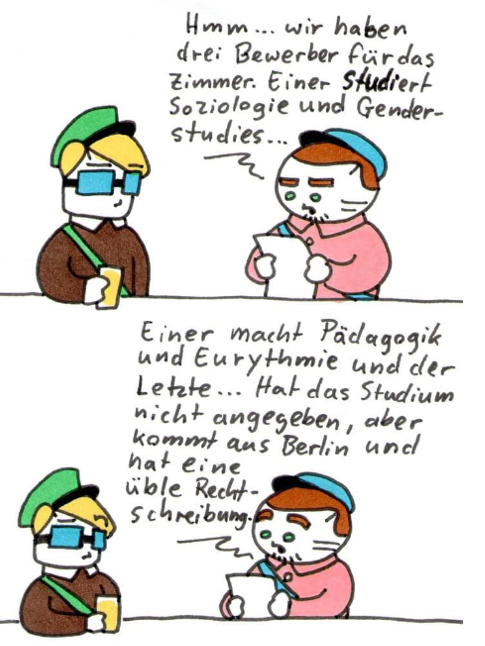 Hmm... wir haben
drei Bewerber für das
Zimmer. Einer Studiert
Soziologie und Gender-
studies...
Einer macht Pädagogik
und Eurythmie und der
Letzte... Hat das Studium
nicht angegeben, aber
kommt aus Berlin und
hat eine
üble Recht-
schreibung.